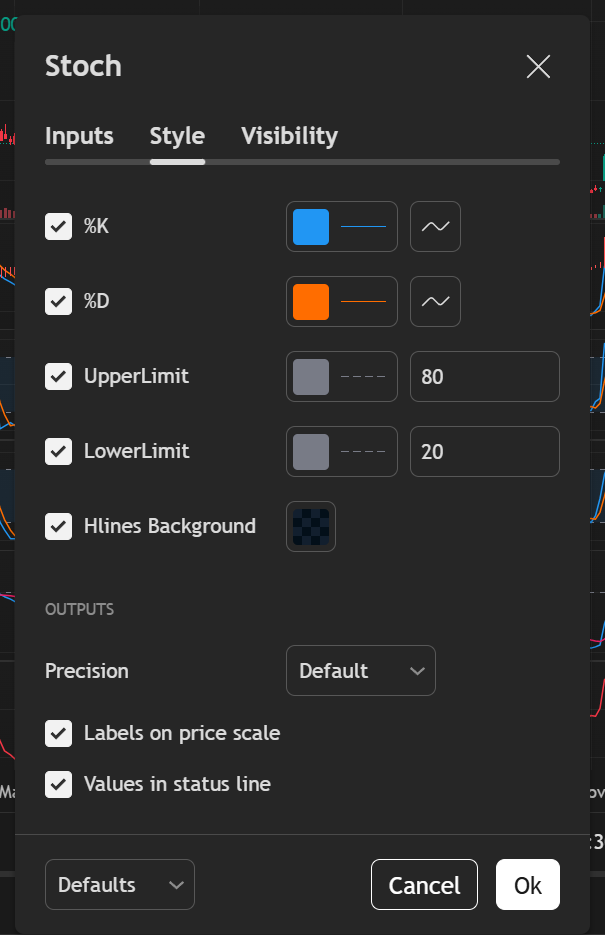 Stoch
Inputs Style Visibility
%K
%D
UpperLimit 80
LowerLimit 20
Hlines Background
OUTPUTS
Precision Default
Labels on price scale
Values in status line
Defaults Cancel Ok